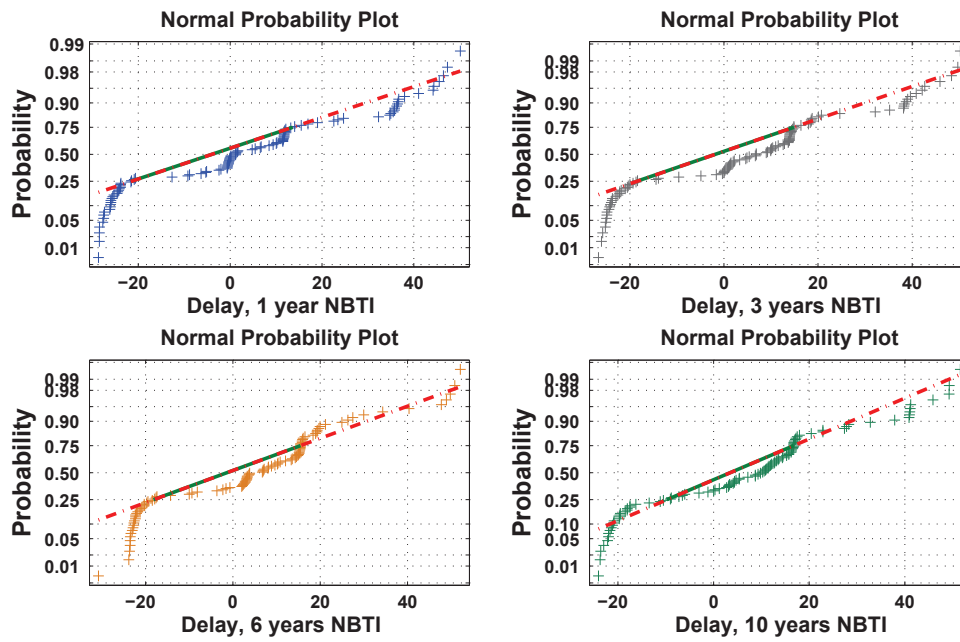 Normal Probability Plot
Probability
0.99
0.98
0.90
0.75
0.50
0.25
0.05
0.01
−20 0 20 40
Delay, 1 year NBTI
Normal Probability Plot
Probability
0.99
0.98
0.90
0.75
0.50
0.25
0.05
0.01
−20 0 20 40
Delay, 3 years NBTI
Normal Probability Plot
Probability
0.99
0.98
0.90
0.75
0.50
0.25
0.05
0.01
−20 0 20 40
Delay, 6 years NBTI
Normal Probability Plot
Probability
0.99
0.98
0.90
0.75
0.50
0.25
0.10
0.05
0.01
−20 0 20 40
Delay, 10 years NBTI